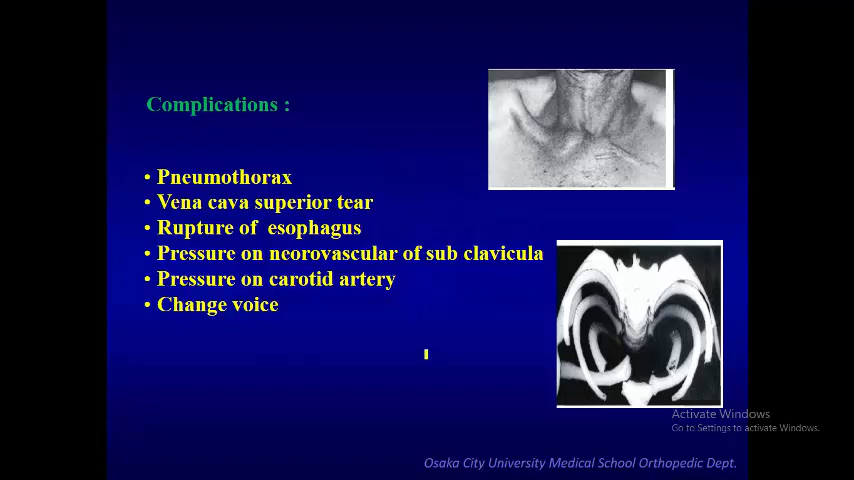 Complications :
• Pneumothorax
• Vena cava superior tear
• Rupture of esophagus
• Pressure on neorovascular of sub clavicula
• Pressure on carotid artery
• Change voice
Activate Windows
Go to Settings to activate Windows.
Osaka City University Medical School Orthopedic Dept.